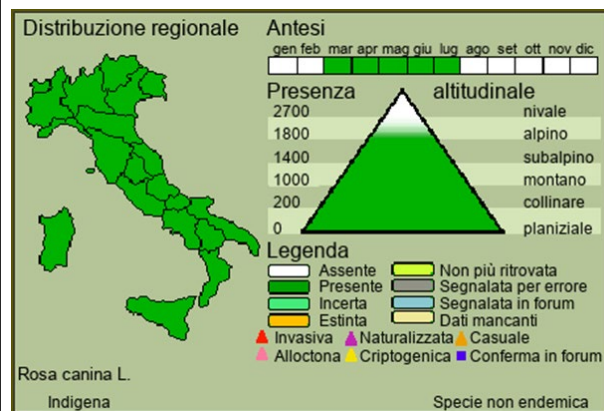 Distribuzione regionale
Antesi
gen feb mar apr mag giu lug ago set ott nov dic
Presenza altitudinale
2700 nivale
1800 alpino
1400 subalpino
1000 montano
200 collinare
0 planiziale
Legenda
Assente Non più ritrovata
Presente Segnalata per errore
Incerta Segnalata in forum
Estinta Dati mancanti
Invasiva Naturalizzata Casuale
Alloctona Criptogenica Conferma in forum
Rosa canina L.
Indigena Specie non endemica